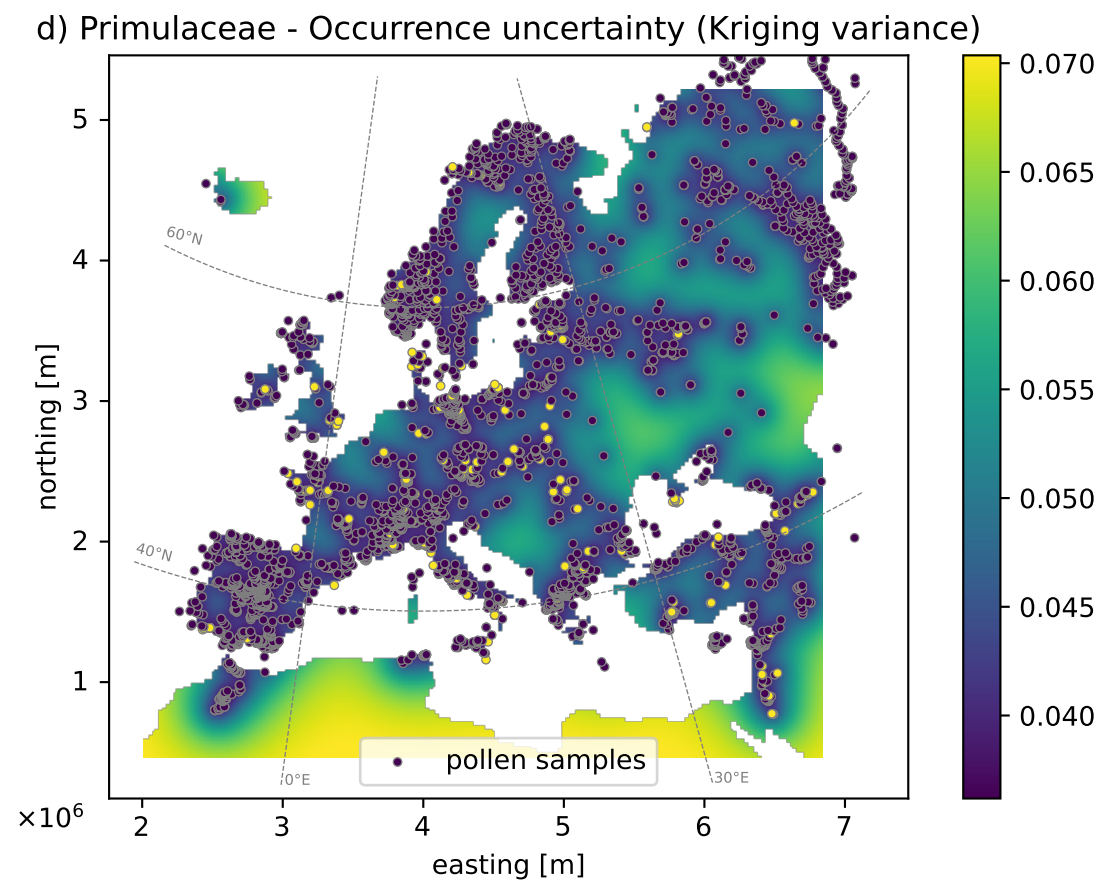 d) Primulaceae - Occurrence uncertainty (Kriging variance)
northing [m]
5
4
3
2
1
60°N
40°N
0°E
30°E
pollen samples
×10⁶
2
3
4
5
6
7
easting [m]
0.070
0.065
0.060
0.055
0.050
0.045
0.040